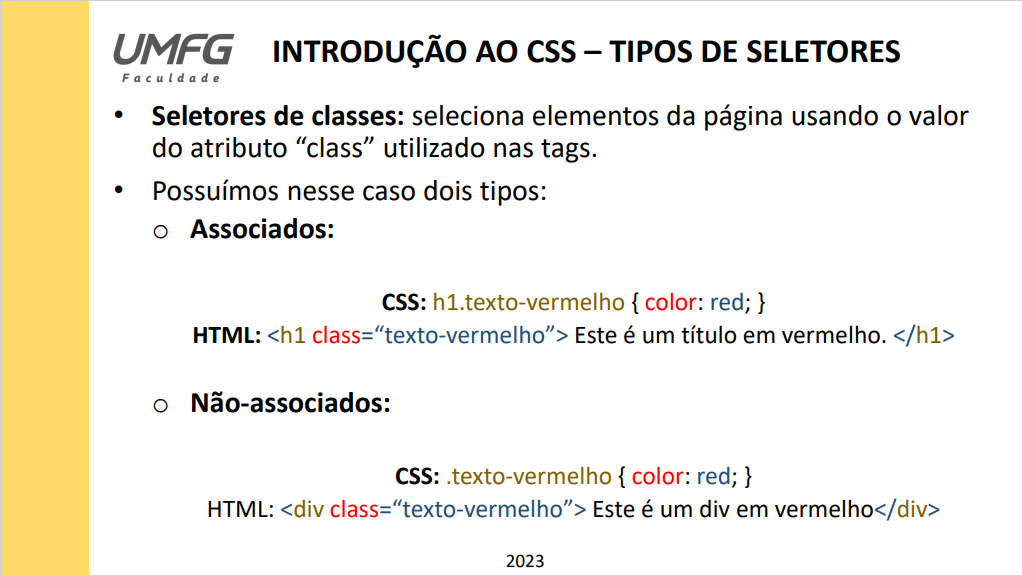 UMFG
Faculdade
INTRODUÇÃO AO CSS – TIPOS DE SELETORES
• Seletores de classes: seleciona elementos da página usando o valor
do atributo “class” utilizado nas tags.
• Possuímos nesse caso dois tipos:
o Associados:
CSS: h1.texto-vermelho { color: red; }
HTML: <h1 class=“texto-vermelho”> Este é um título em vermelho. </h1>
o Não-associados:
CSS: .texto-vermelho { color: red; }
HTML: <div class=“texto-vermelho”> Este é um div em vermelho</div>
2023